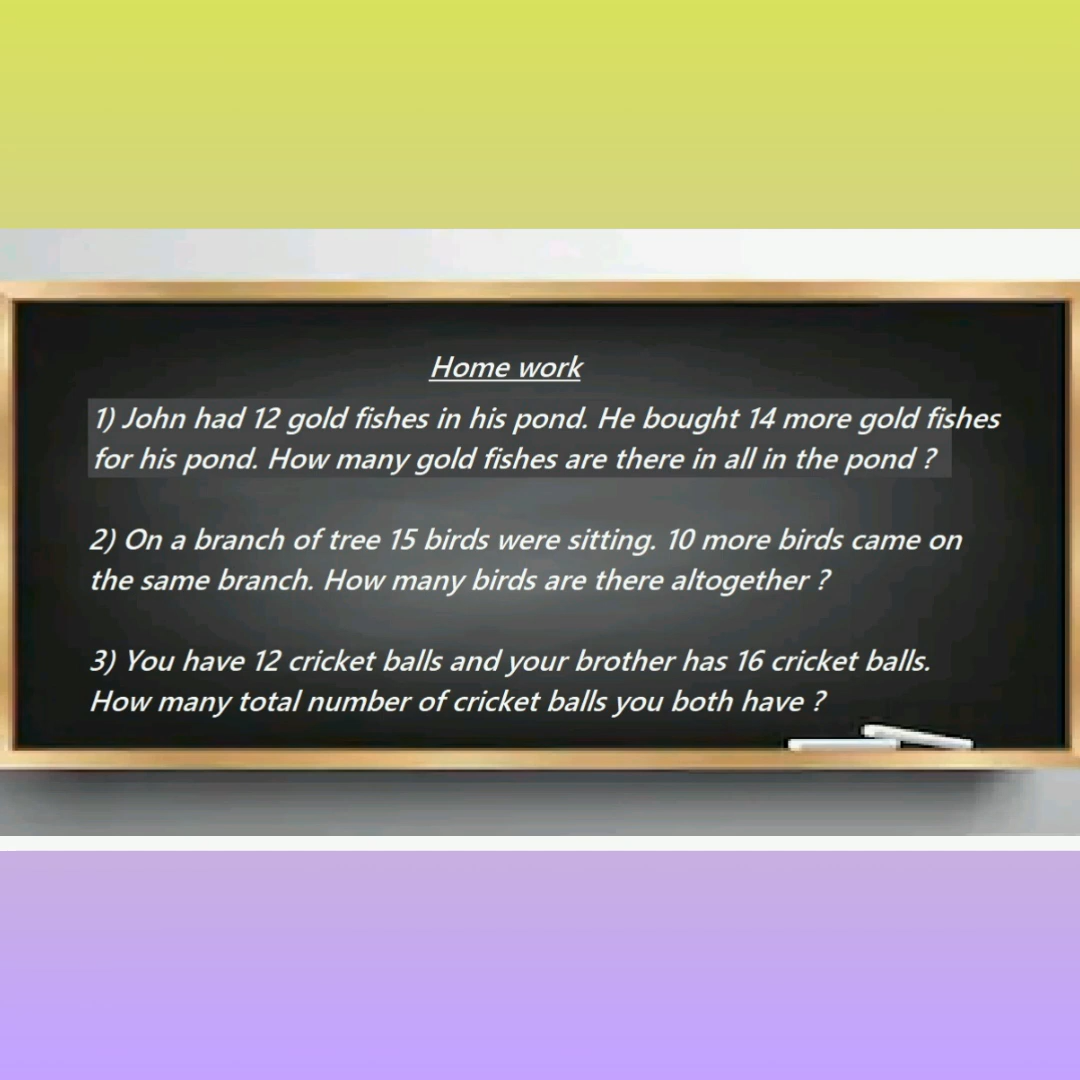 Home work
1) John had 12 gold fishes in his pond. He bought 14 more gold fishes
for his pond. How many gold fishes are there in all in the pond ?
2) On a branch of tree 15 birds were sitting. 10 more birds came on
the same branch. How many birds are there altogether ?
3) You have 12 cricket balls and your brother has 16 cricket balls.
How many total number of cricket balls you both have ?